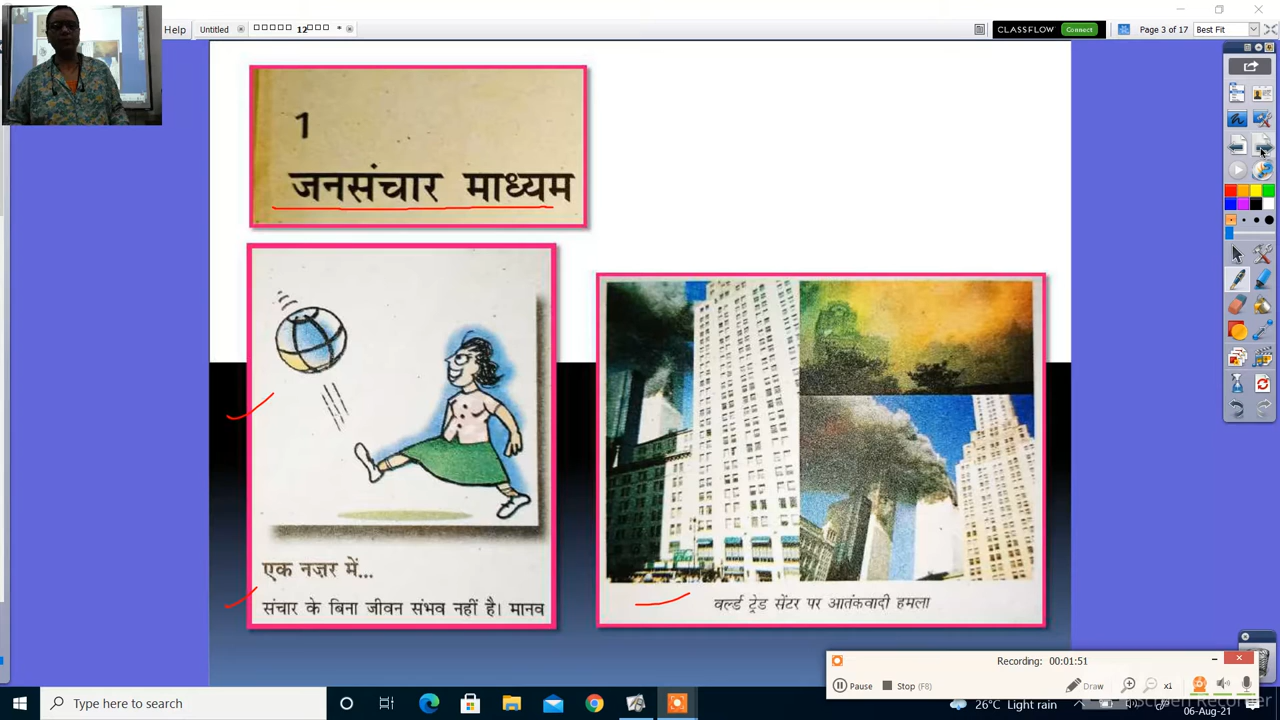 Help
Untitled
12
*
CLASSFLOW
Connect
Page 3 of 17
Best Fit
1
जनसंचार माध्यम
एक नज़र में...
संचार के बिना जीवन संभव नहीं है। मानव
वर्ल्ड ट्रेड सेंटर पर आतंकवादी हमला
Recording: 00:01:51
Pause
Stop (F8)
x1
Draw
Type here to search
26°C Light rain
06-Aug-21